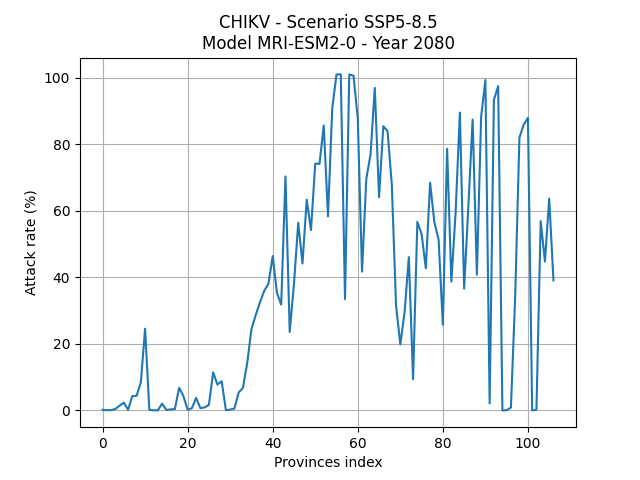 CHIKV - Scenario SSP5-8.5
Model MRI-ESM2-0 - Year 2080
Attack rate (%)
100
80
60
40
20
0
0 20 40 60 80 100
Provinces index